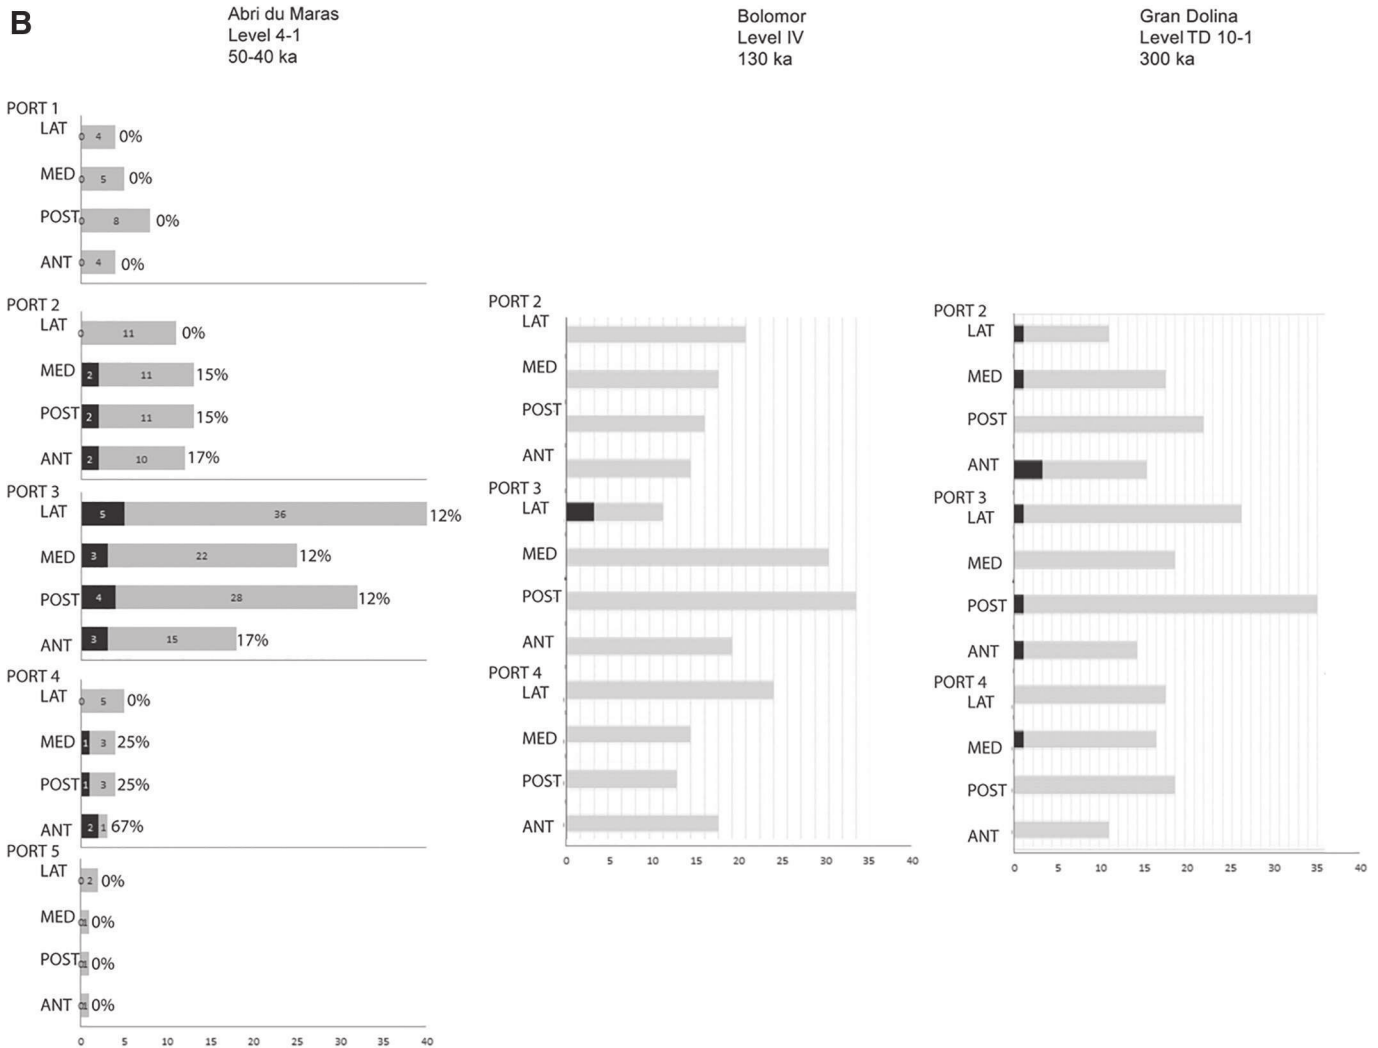 B
Abri du Maras
Level 4-1
50-40 ka
PORT 1
LAT 0 4 0%
MED 0 5 0%
POST 0 8 0%
ANT 0 4 0%
PORT 2
LAT 0 11 0%
MED 2 11 15%
POST 2 11 15%
ANT 2 10 17%
PORT 3
LAT 5 36 12%
MED 3 22 12%
POST 4 28 12%
ANT 3 15 17%
PORT 4
LAT 0 5 0%
MED 1 3 25%
POST 1 3 25%
ANT 2 1 67%
PORT 5
LAT 0 2 0%
MED 0 1 0%
POST 0 1 0%
ANT 0 1 0%
0 5 10 15 20 25 30 35 40
Bolomor
Level IV
130 ka
PORT 2
LAT
MED
POST
ANT
PORT 3
LAT
MED
POST
ANT
PORT 4
LAT
MED
POST
ANT
0 5 10 15 20 25 30 35 40
Gran Dolina
Level TD 10-1
300 ka
PORT 2
LAT
MED
POST
ANT
PORT 3
LAT
MED
POST
ANT
PORT 4
LAT
MED
POST
ANT
0 5 10 15 20 25 30 35 40